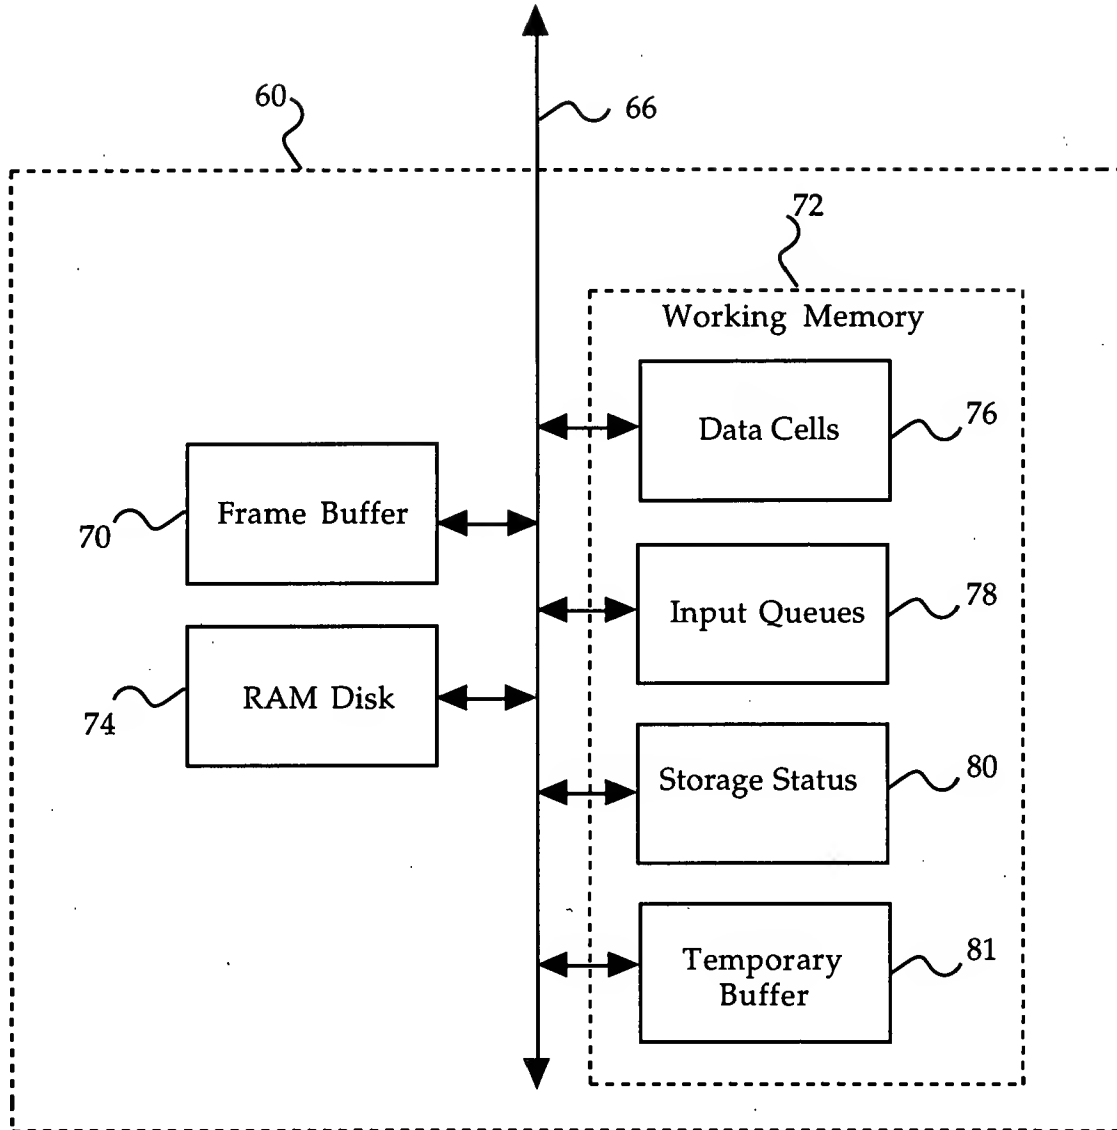 60
66
72
Working Memory
Data Cells
76
Frame Buffer
70
Input Queues
78
RAM Disk
74
Storage Status
80
Temporary
Buffer
81